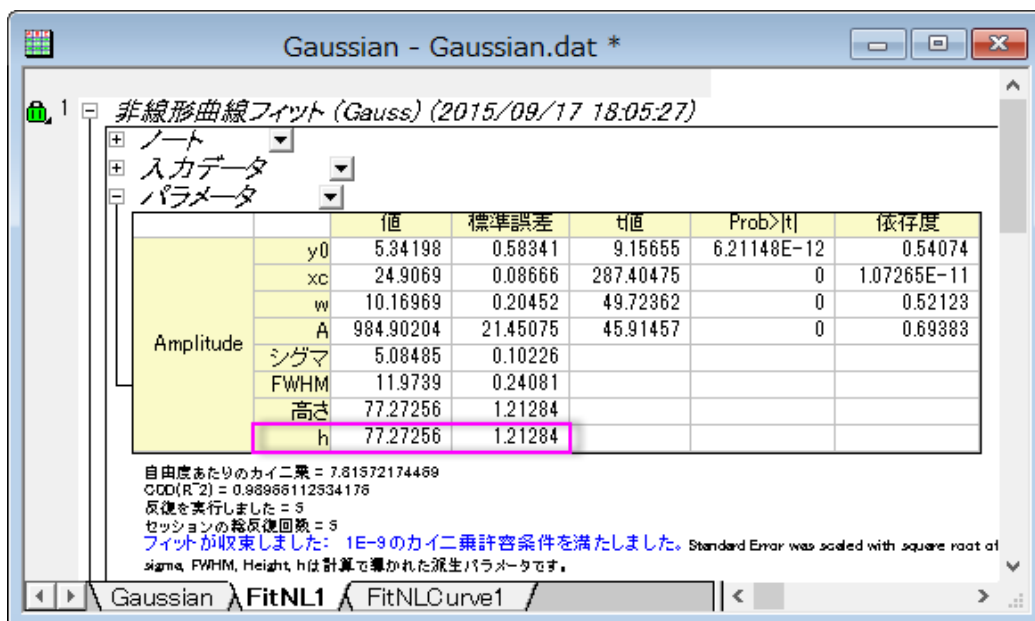 Gaussian - Gaussian.dat *
1 非線形曲線フィット (Gauss) (2015/09/17 18:05:27)
ノート
入力データ
パラメータ
値 標準誤差 t値 Prob>|t| 依存度
Amplitude
y0 5.34198 0.58341 9.15655 6.21148E-12 0.54074
xc 24.9069 0.08666 287.40475 0 1.07265E-11
w 10.16969 0.20452 49.72362 0 0.52123
A 984.90204 21.45075 45.91457 0 0.69383
シグマ 5.08485 0.10226
FWHM 11.9739 0.24081
高さ 77.27256 1.21284
h 77.27256 1.21284
自由度あたりのカイ二乗 = 7.81572174469
COD(R^2) = 0.98956112534176
反復を実行しました = 5
セッションの総反復回数 = 5
フィットが収束しました: 1E-9のカイ二乗許容条件を満たしました。 Standard Error was scaled with square root of
sigma, FWHM, Height, hは計算で導かれた派生パラメータです。
Gaussian FitNL1 FitNLCurve1